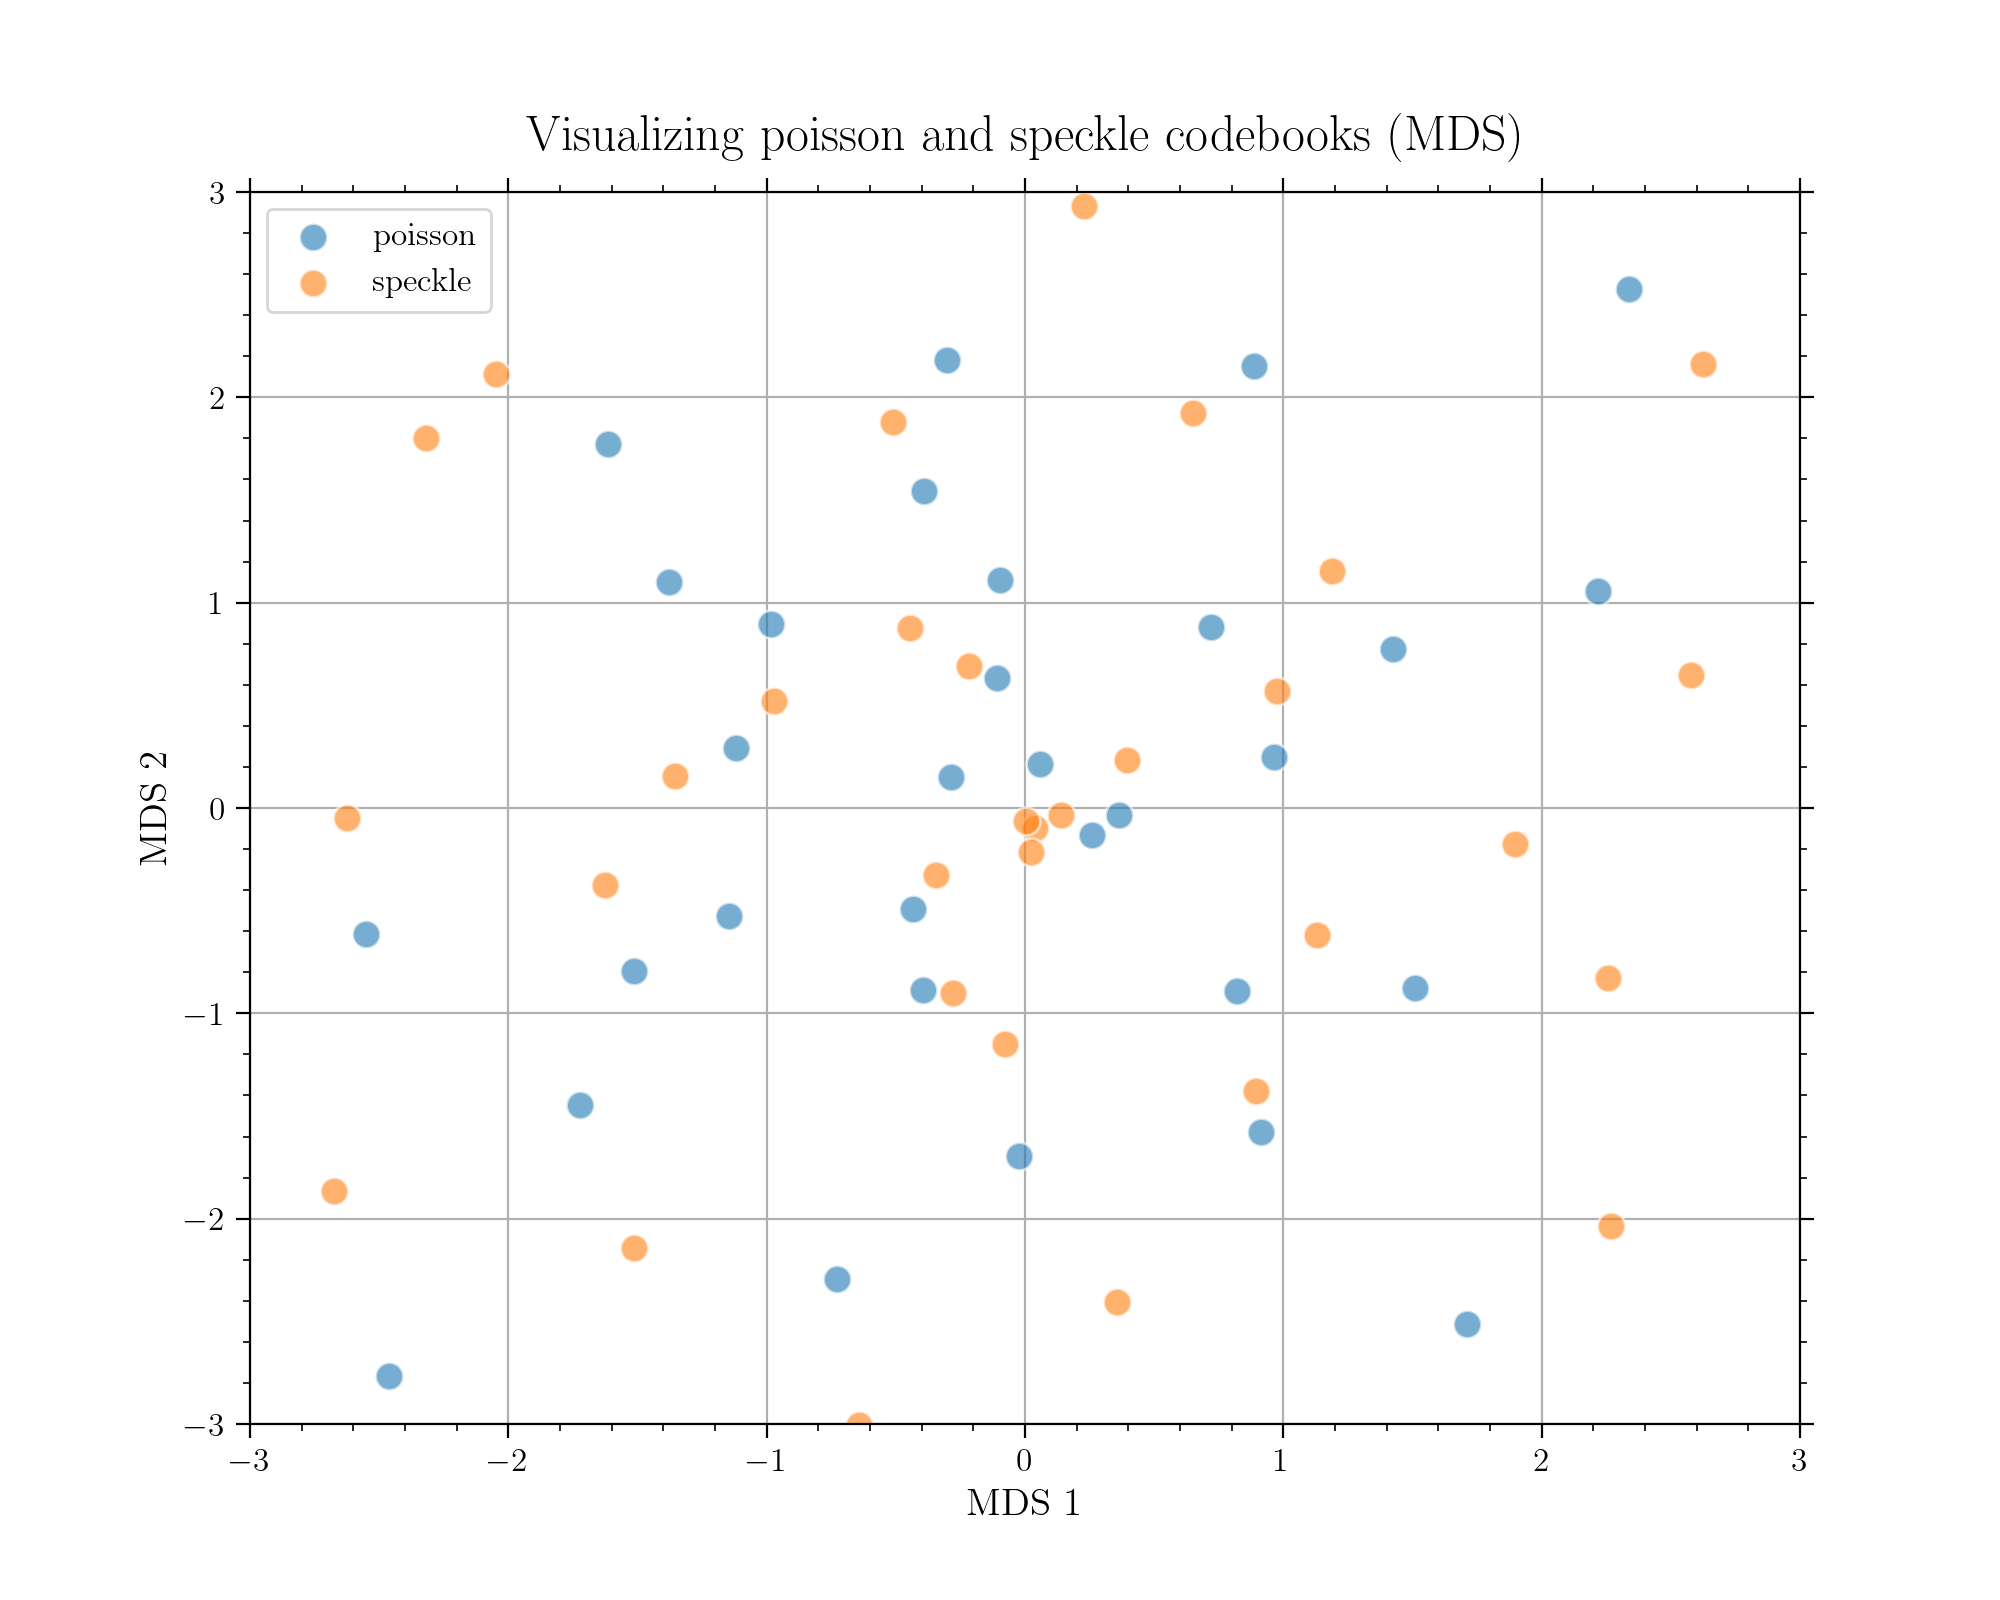 Visualizing poisson and speckle codebooks (MDS)
poisson
speckle
3
2
1
0
−1
−2
−3
MDS 2
−3
−2
−1
0
1
2
3
MDS 1